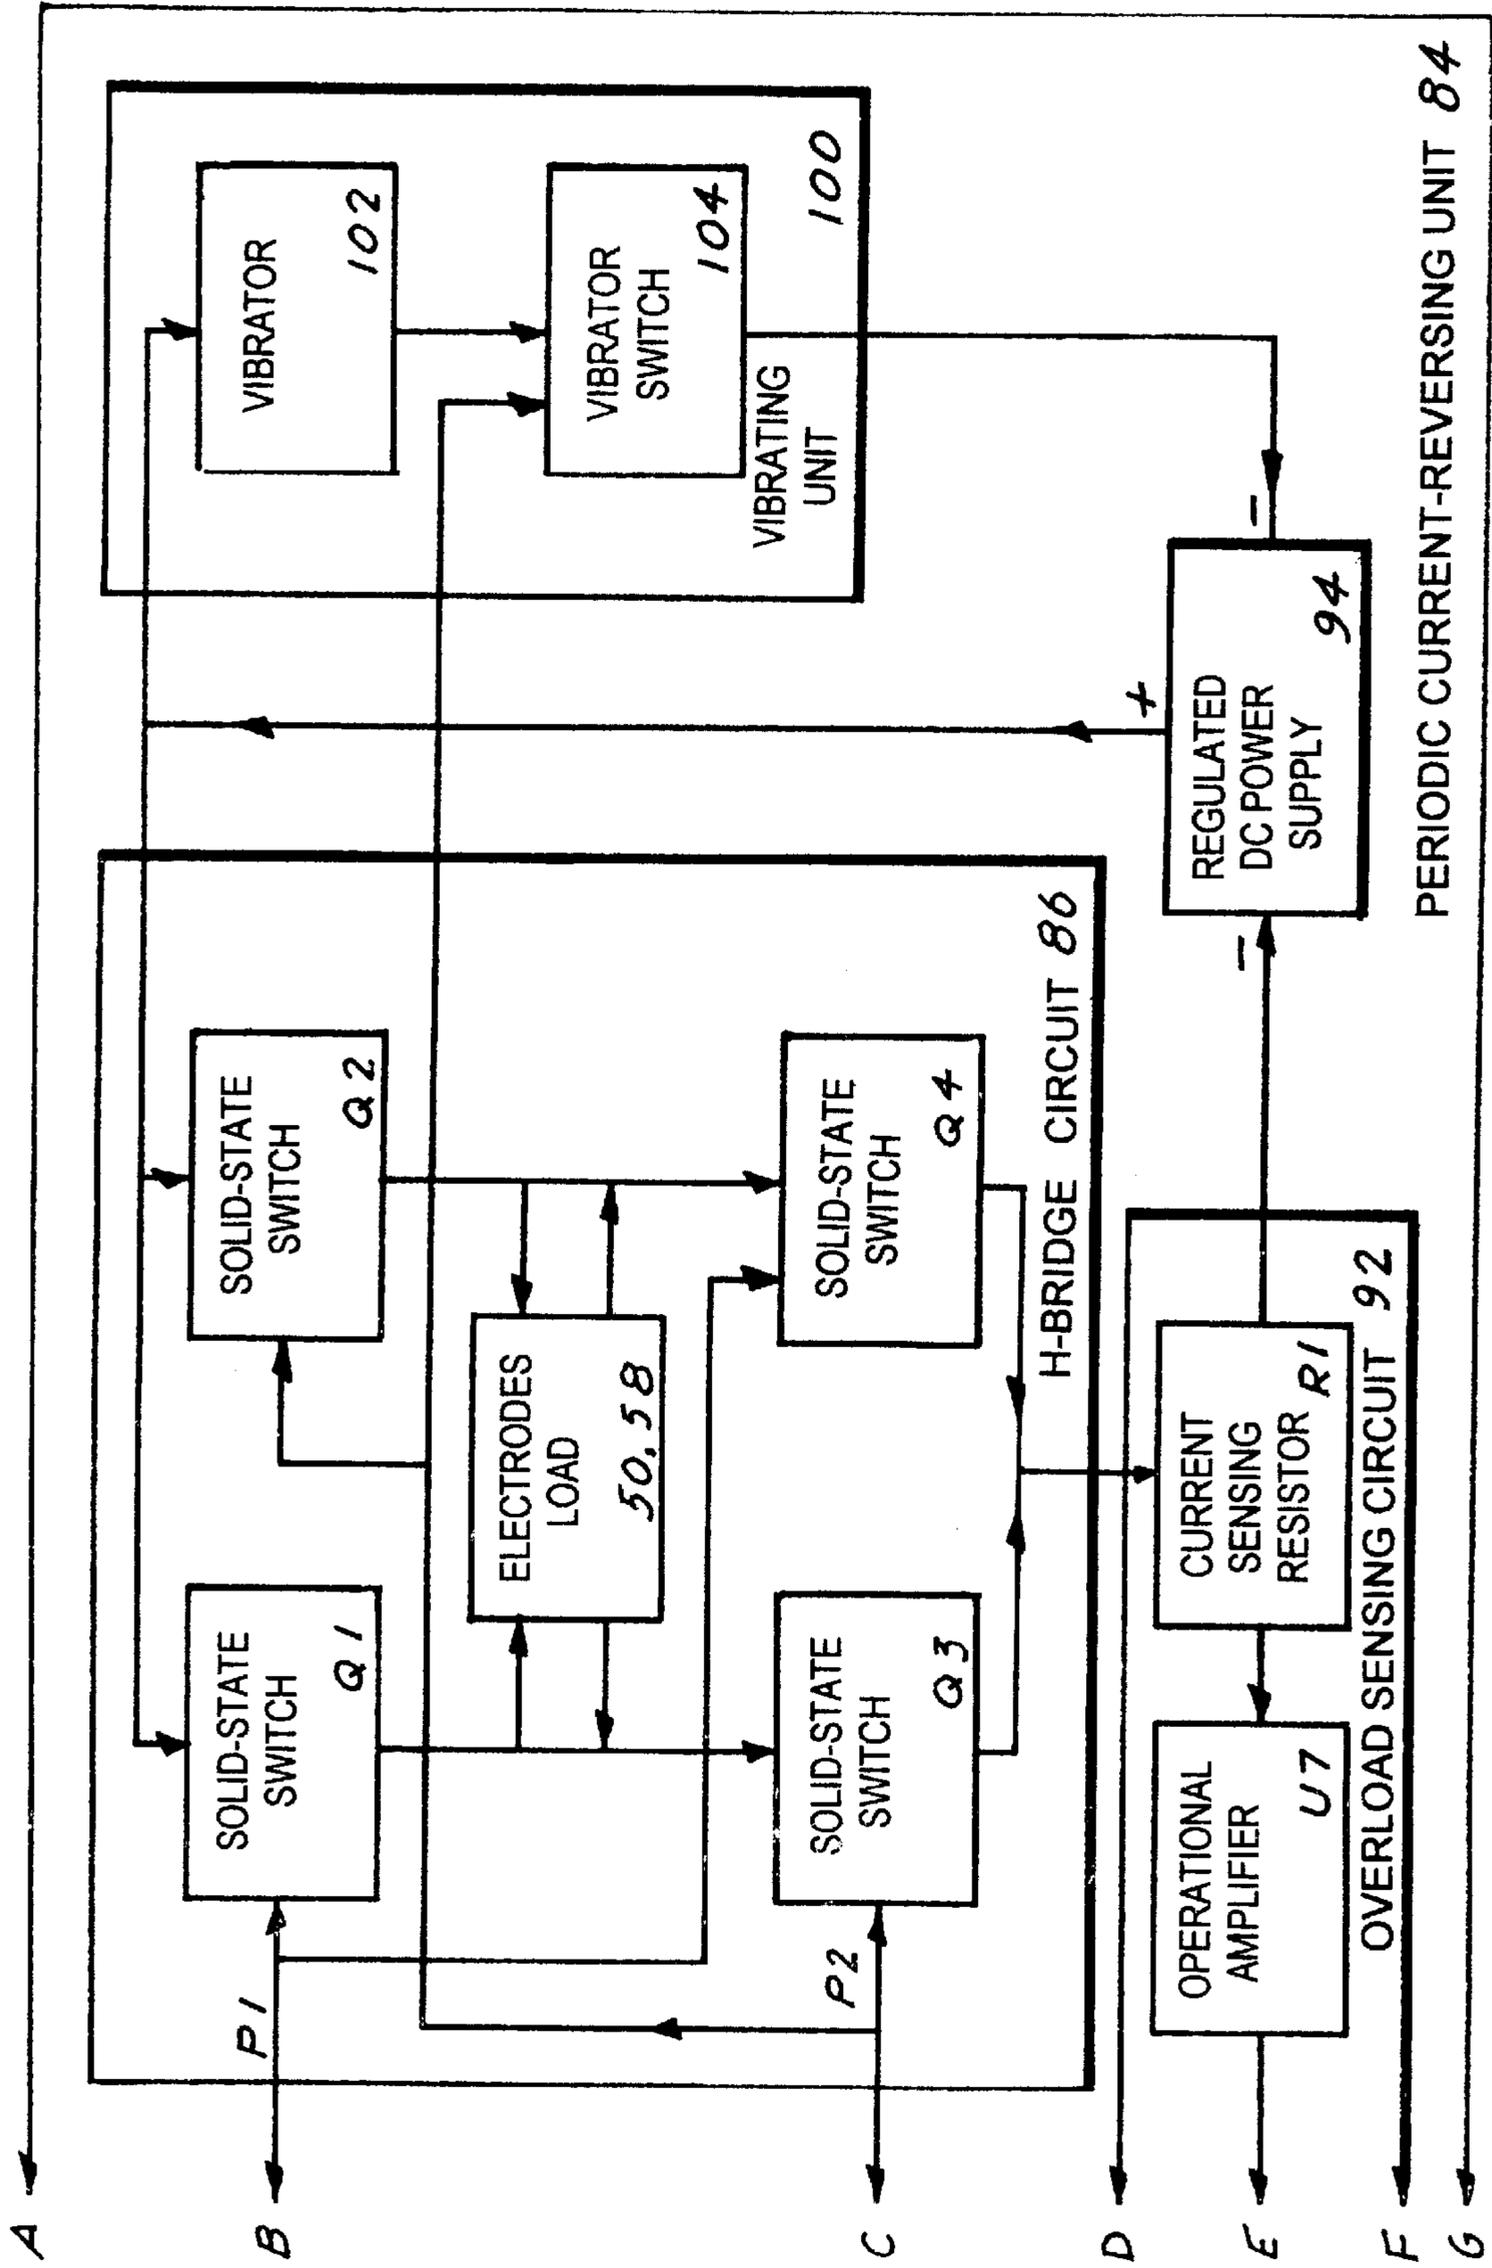 A
B
C
D
E
F
G
P1
P2
SOLID-STATE
SWITCH
Q1
SOLID-STATE
SWITCH
Q2
ELECTRODES
LOAD
50,58
SOLID-STATE
SWITCH
Q3
SOLID-STATE
SWITCH
Q4
H-BRIDGE CIRCUIT 86
VIBRATOR
102
VIBRATOR
SWITCH
104
VIBRATING
UNIT
100
OPERATIONAL
AMPLIFIER
U7
CURRENT
SENSING
RESISTOR
R1
OVERLOAD SENSING CIRCUIT 92
−
+
−
REGULATED
DC POWER
SUPPLY
94
PERIODIC CURRENT-REVERSING UNIT 84